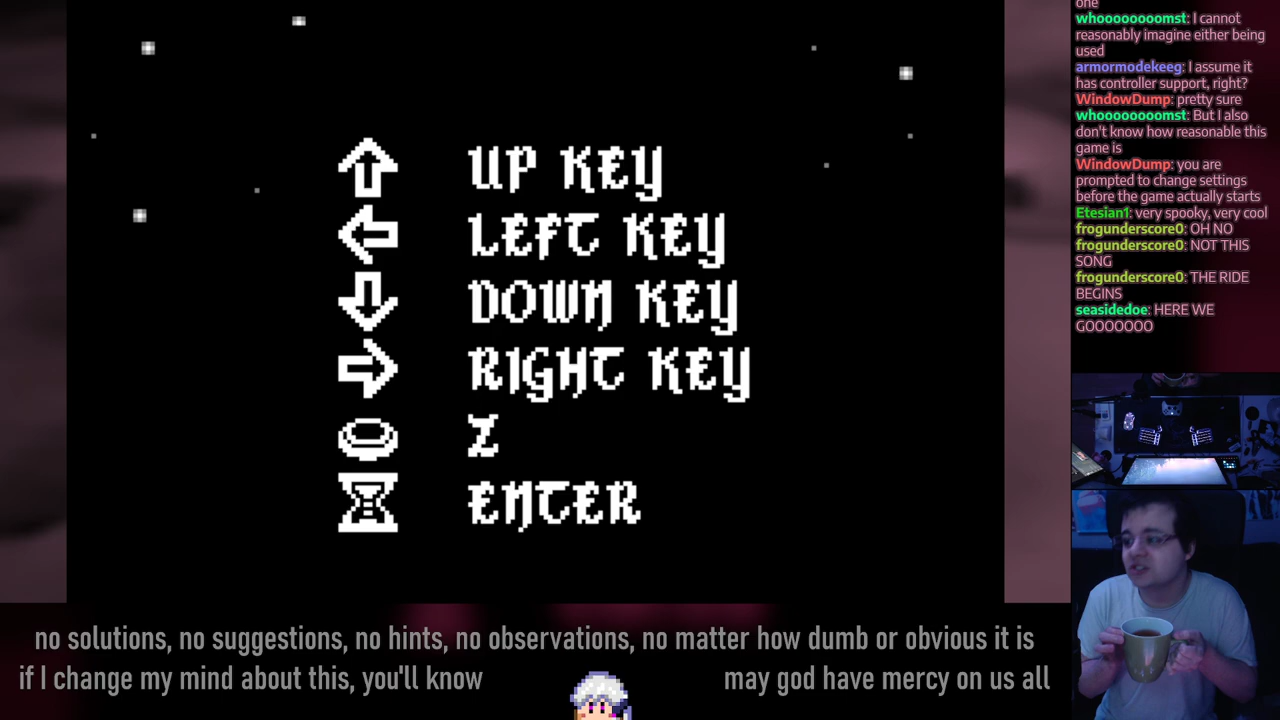 UP KEY
LEFT KEY
DOWN KEY
RIGHT KEY
Z
ENTER
one
whoooooooomst: I cannot
reasonably imagine either being
used
armormodekeeg: I assume it
has controller support, right?
WindowDump: pretty sure
whoooooooomst: But I also
don't know how reasonable this
game is
WindowDump: you are
prompted to change settings
before the game actually starts
Etesian1: very spooky, very cool
frogunderscore0: OH NO
frogunderscore0: NOT THIS
SONG
frogunderscore0: THE RIDE
BEGINS
seasidedoe: HERE WE
GOOOOOOO
no solutions, no suggestions, no hints, no observations, no matter how dumb or obvious it is
if I change my mind about this, you'll know may god have mercy on us all